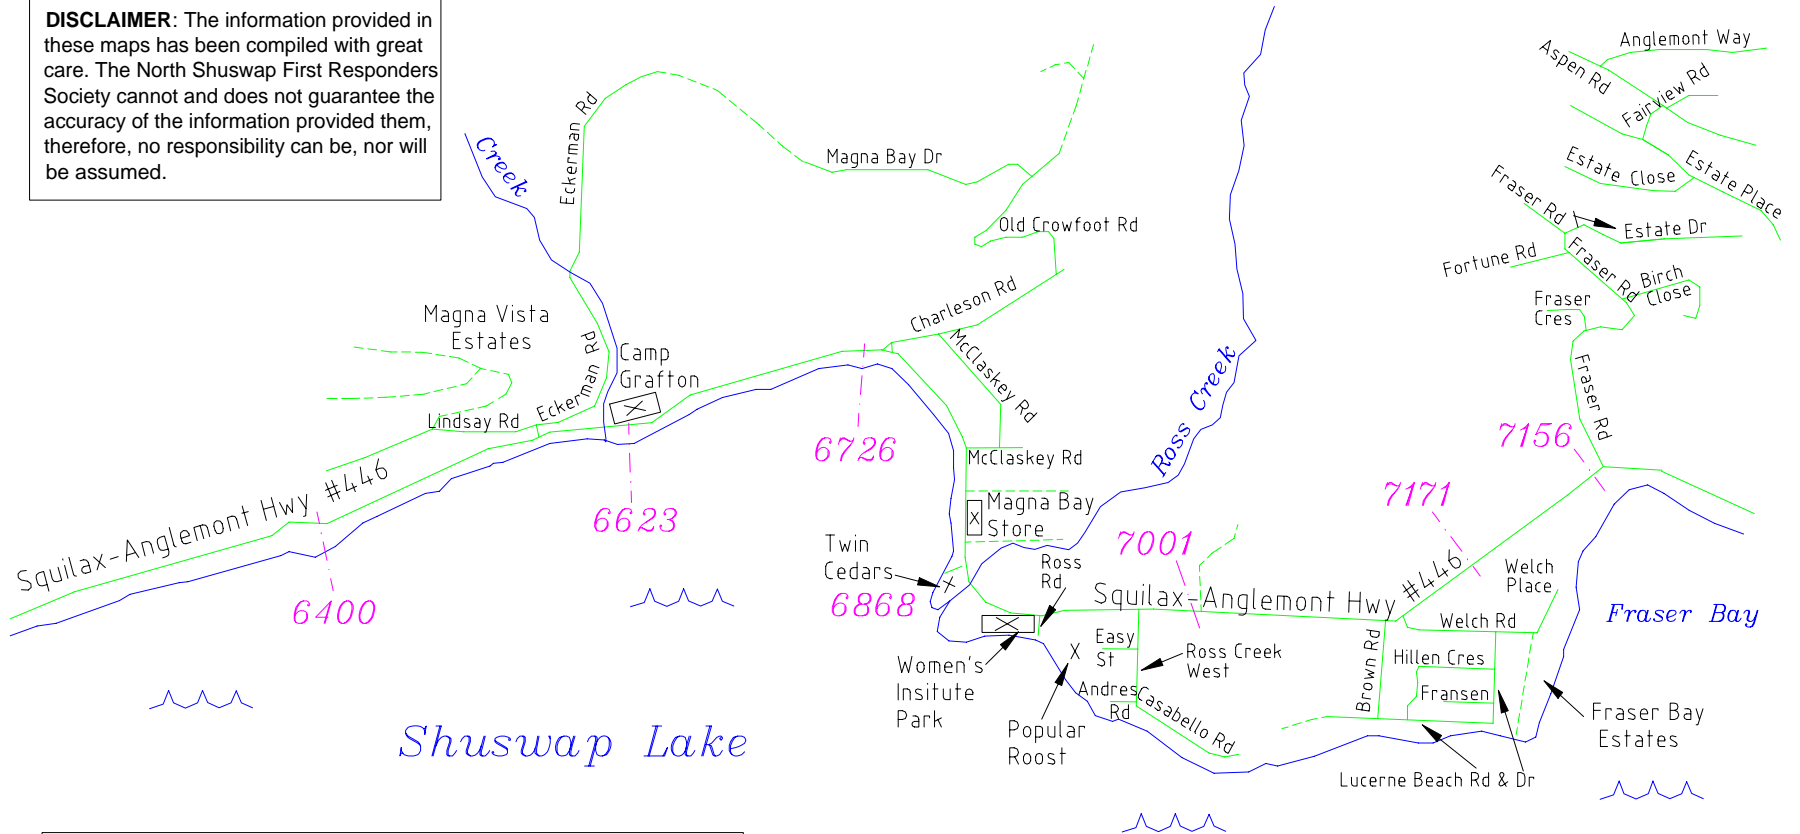 DISCLAIMER: The information provided in
these maps has been compiled with great
care. The North Shuswap First Responders
Society cannot and does not guarantee the
accuracy of the information provided them,
therefore, no responsibility can be, nor will
be assumed.
Creek
Eckerman Rd
Magna Bay Dr
Old Crowfoot Rd
Charleson Rd
Magna Vista
Estates
Eckerman Rd
Camp
Grafton
Lindsay Rd
McClaskey Rd
McClaskey Rd
Squilax-Anglemont Hwy #446
6400
6623
6726
Magna Bay
Store
Twin
Cedars
6868
Ross Creek
Ross
Rd
7001
Squilax-Anglemont Hwy #446
7171
7156
Anglemont Way
Aspen Rd
Fairview Rd
Estate Close
Estate Place
Fraser Rd
Estate Dr
Fortune Rd
Fraser Rd
Birch
Close
Fraser
Cres
Fraser Rd
Welch
Place
Welch Rd
Fraser Bay
Easy
St
Ross Creek
West
Brown Rd
Hillen Cres
Fransen
Andres
Rd
Casabello Rd
Women's
Insitute
Park
Popular
Roost
Fraser Bay
Estates
Lucerne Beach Rd & Dr
Shuswap Lake